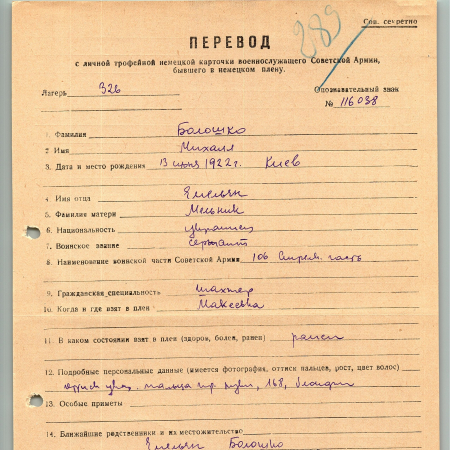 289
Сов. секретно
ПЕРЕВОД
с личной трофейной немецкой карточки военнослужащего Советской Армии,
бывшего в немецком плену.
Лагерь 326
Опознавательный знак
№ 116038
1. Фамилия Болошко
2 Имя Михаил
3. Дата и место рождения 13 июня 1922 г. Киев
4. Имя отца Емельян
5. Фамилия матери Мельник
6. Национальность украинец
7. Воинское звание сержант
8. Наименование воинской части Советской Армии 106 Стрелк. часть
9. Гражданская специальность шахтер
10. Когда и где взят в плен Макеевка
11. В каком состоянии взят в плен (здоров, болен, ранен) ранен
12. Подробные персональные данные (имеется фотография, оттиск пальцев, рост, цвет волос)
пальца пр. руки, 168,
13. Особые приметы
14. Ближайшие родственники и их местожительство
Емельян Болошко